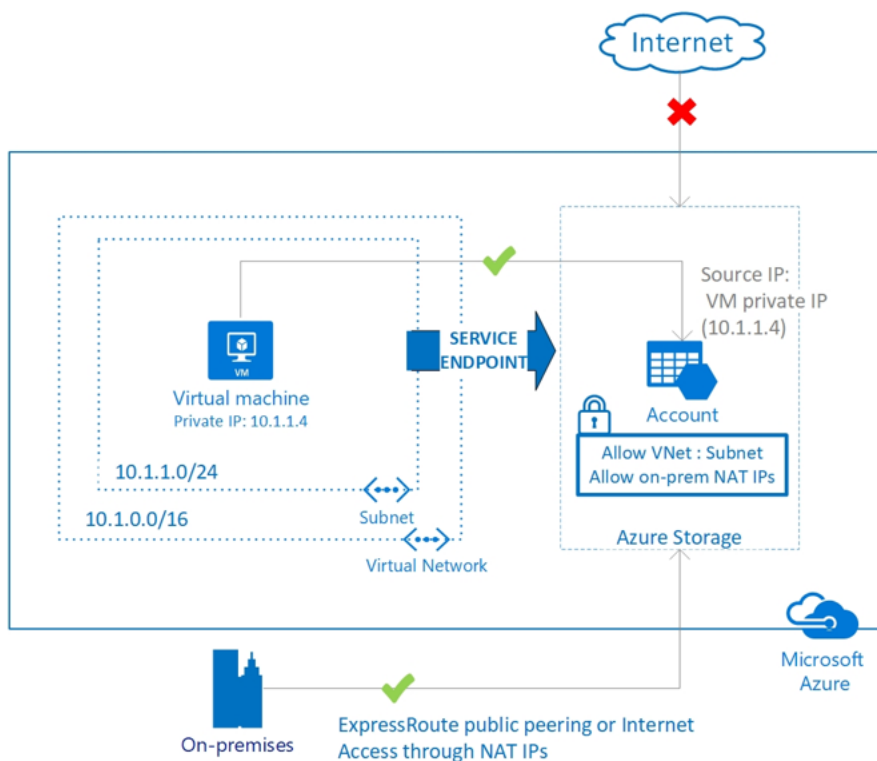 Internet
Source IP:
VM private IP
(10.1.1.4)
SERVICE
ENDPOINT
VM
Virtual machine
Private IP: 10.1.1.4
Account
Allow VNet : Subnet
Allow on-prem NAT IPs
10.1.1.0/24
Subnet
10.1.0.0/16
Virtual Network
Azure Storage
Microsoft
Azure
On-premises
ExpressRoute public peering or Internet
Access through NAT IPs